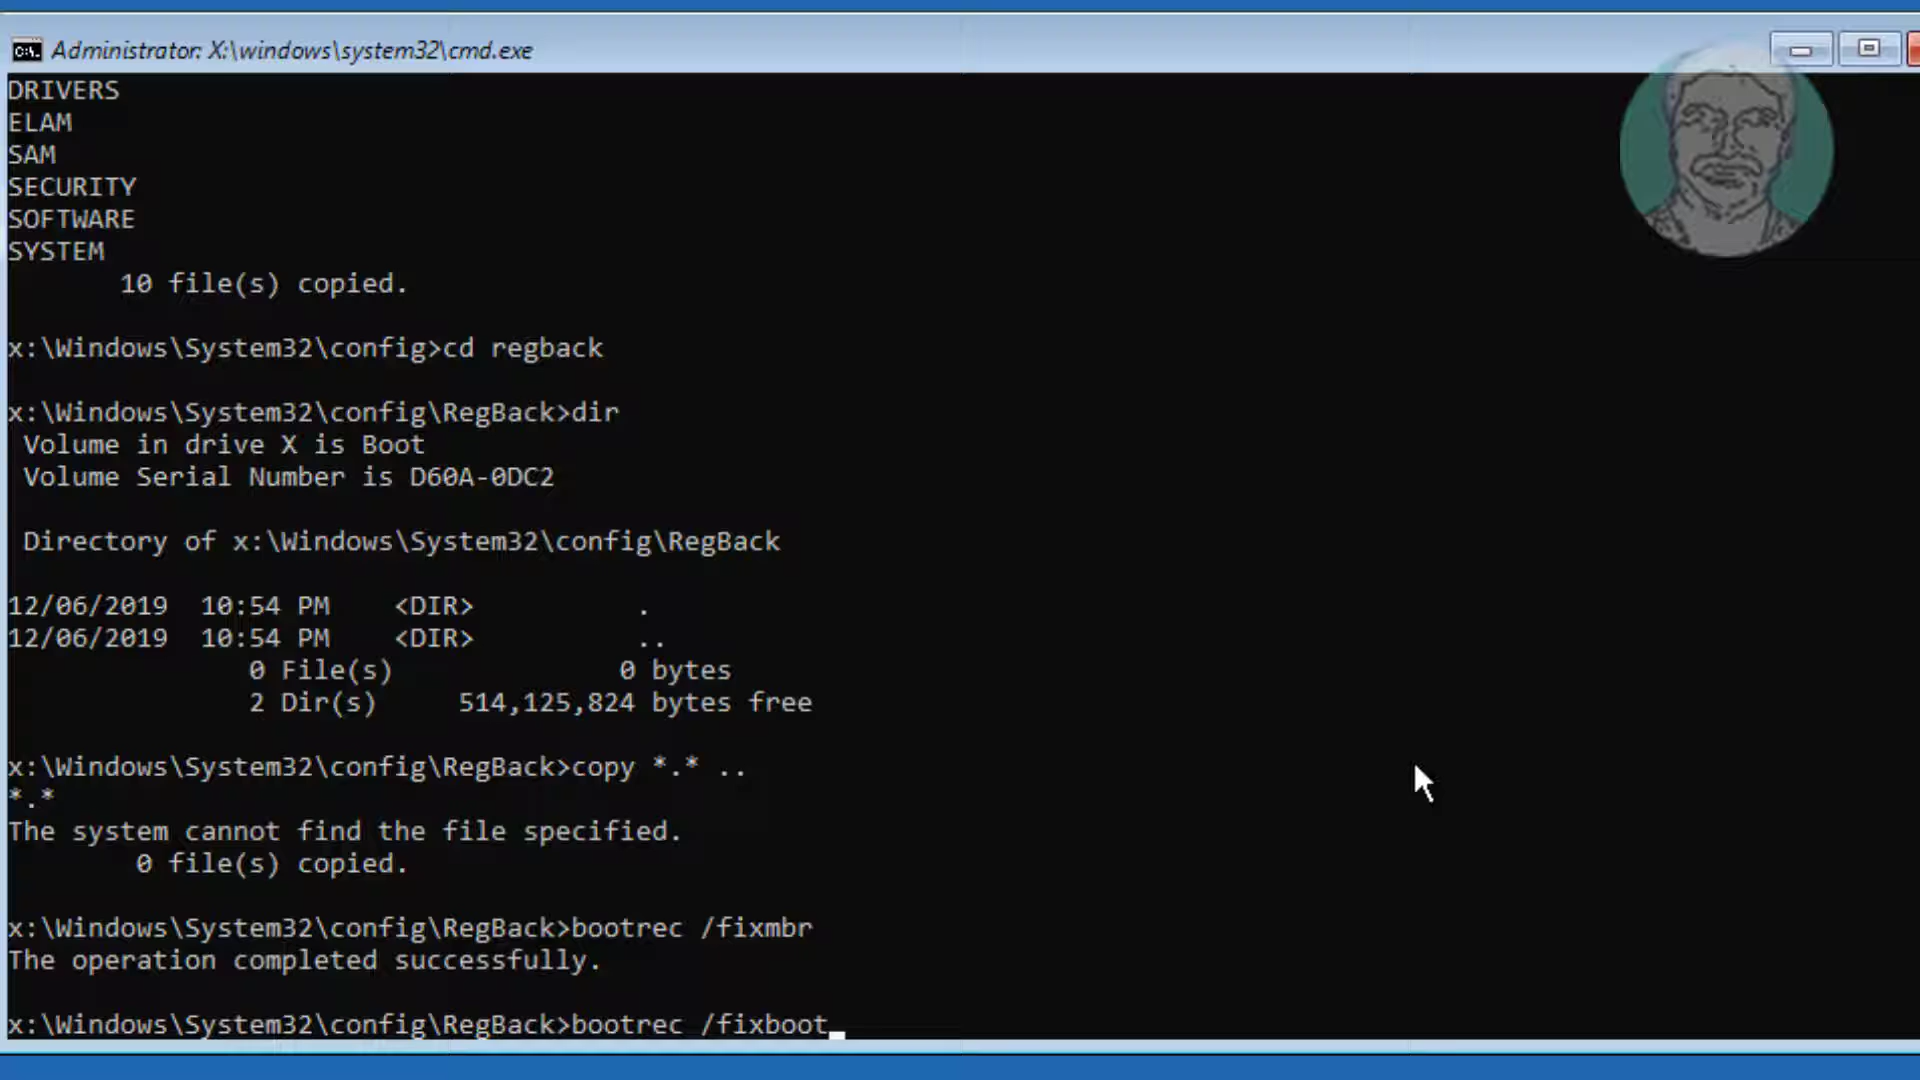 Administrator: X:\windows\system32\cmd.exe
DRIVERS
ELAM
SAM
SECURITY
SOFTWARE
SYSTEM
10 file(s) copied.
x:\Windows\System32\config>cd regback
x:\Windows\System32\config\RegBack>dir
Volume in drive X is Boot
Volume Serial Number is D60A-0DC2
Directory of x:\Windows\System32\config\RegBack
12/06/2019 10:54 PM <DIR> .
12/06/2019 10:54 PM <DIR> ..
0 File(s) 0 bytes
2 Dir(s) 514,125,824 bytes free
x:\Windows\System32\config\RegBack>copy *.* ..
*.*
The system cannot find the file specified.
0 file(s) copied.
x:\Windows\System32\config\RegBack>bootrec /fixmbr
The operation completed successfully.
x:\Windows\System32\config\RegBack>bootrec /fixboot